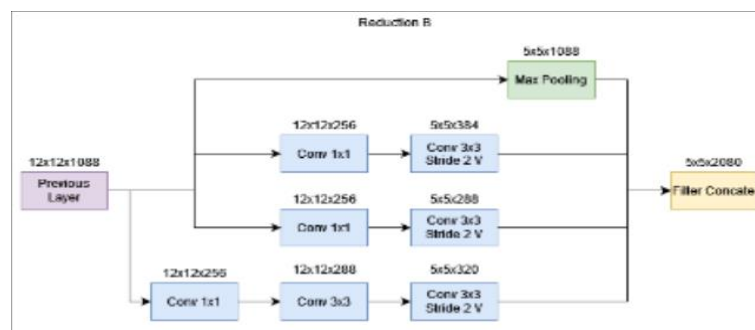 Reduction B
5x5x1088
Max Pooling
12x12x256
5x5x384
Conv 1x1
Conv 3x3
Stride 2 V
12x12x1088
Previous
Layer
5x5x2080
Filler Concate
12x12x256
5x5x288
Conv 1x1
Conv 3x3
Stride 2 V
12x12x256
12x12x288
5x5x320
Conv 1x1
Conv 3x3
Conv 3x3
Stride 2 V